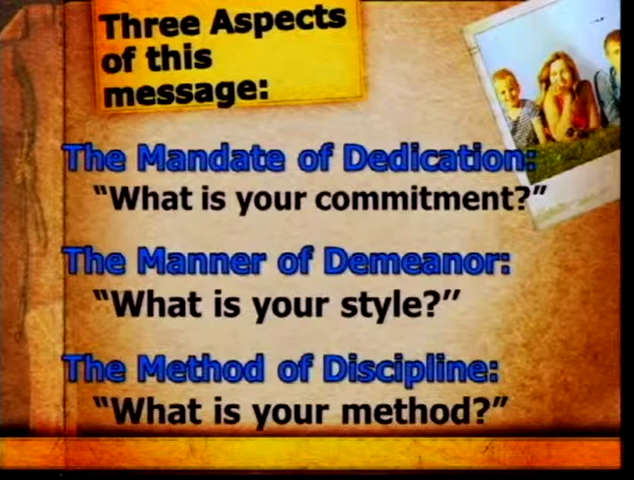 Three Aspects
of this
message:
The Mandate of Dedication:
"What is your commitment?"
The Manner of Demeanor:
"What is your style?"
The Method of Discipline:
"What is your method?"